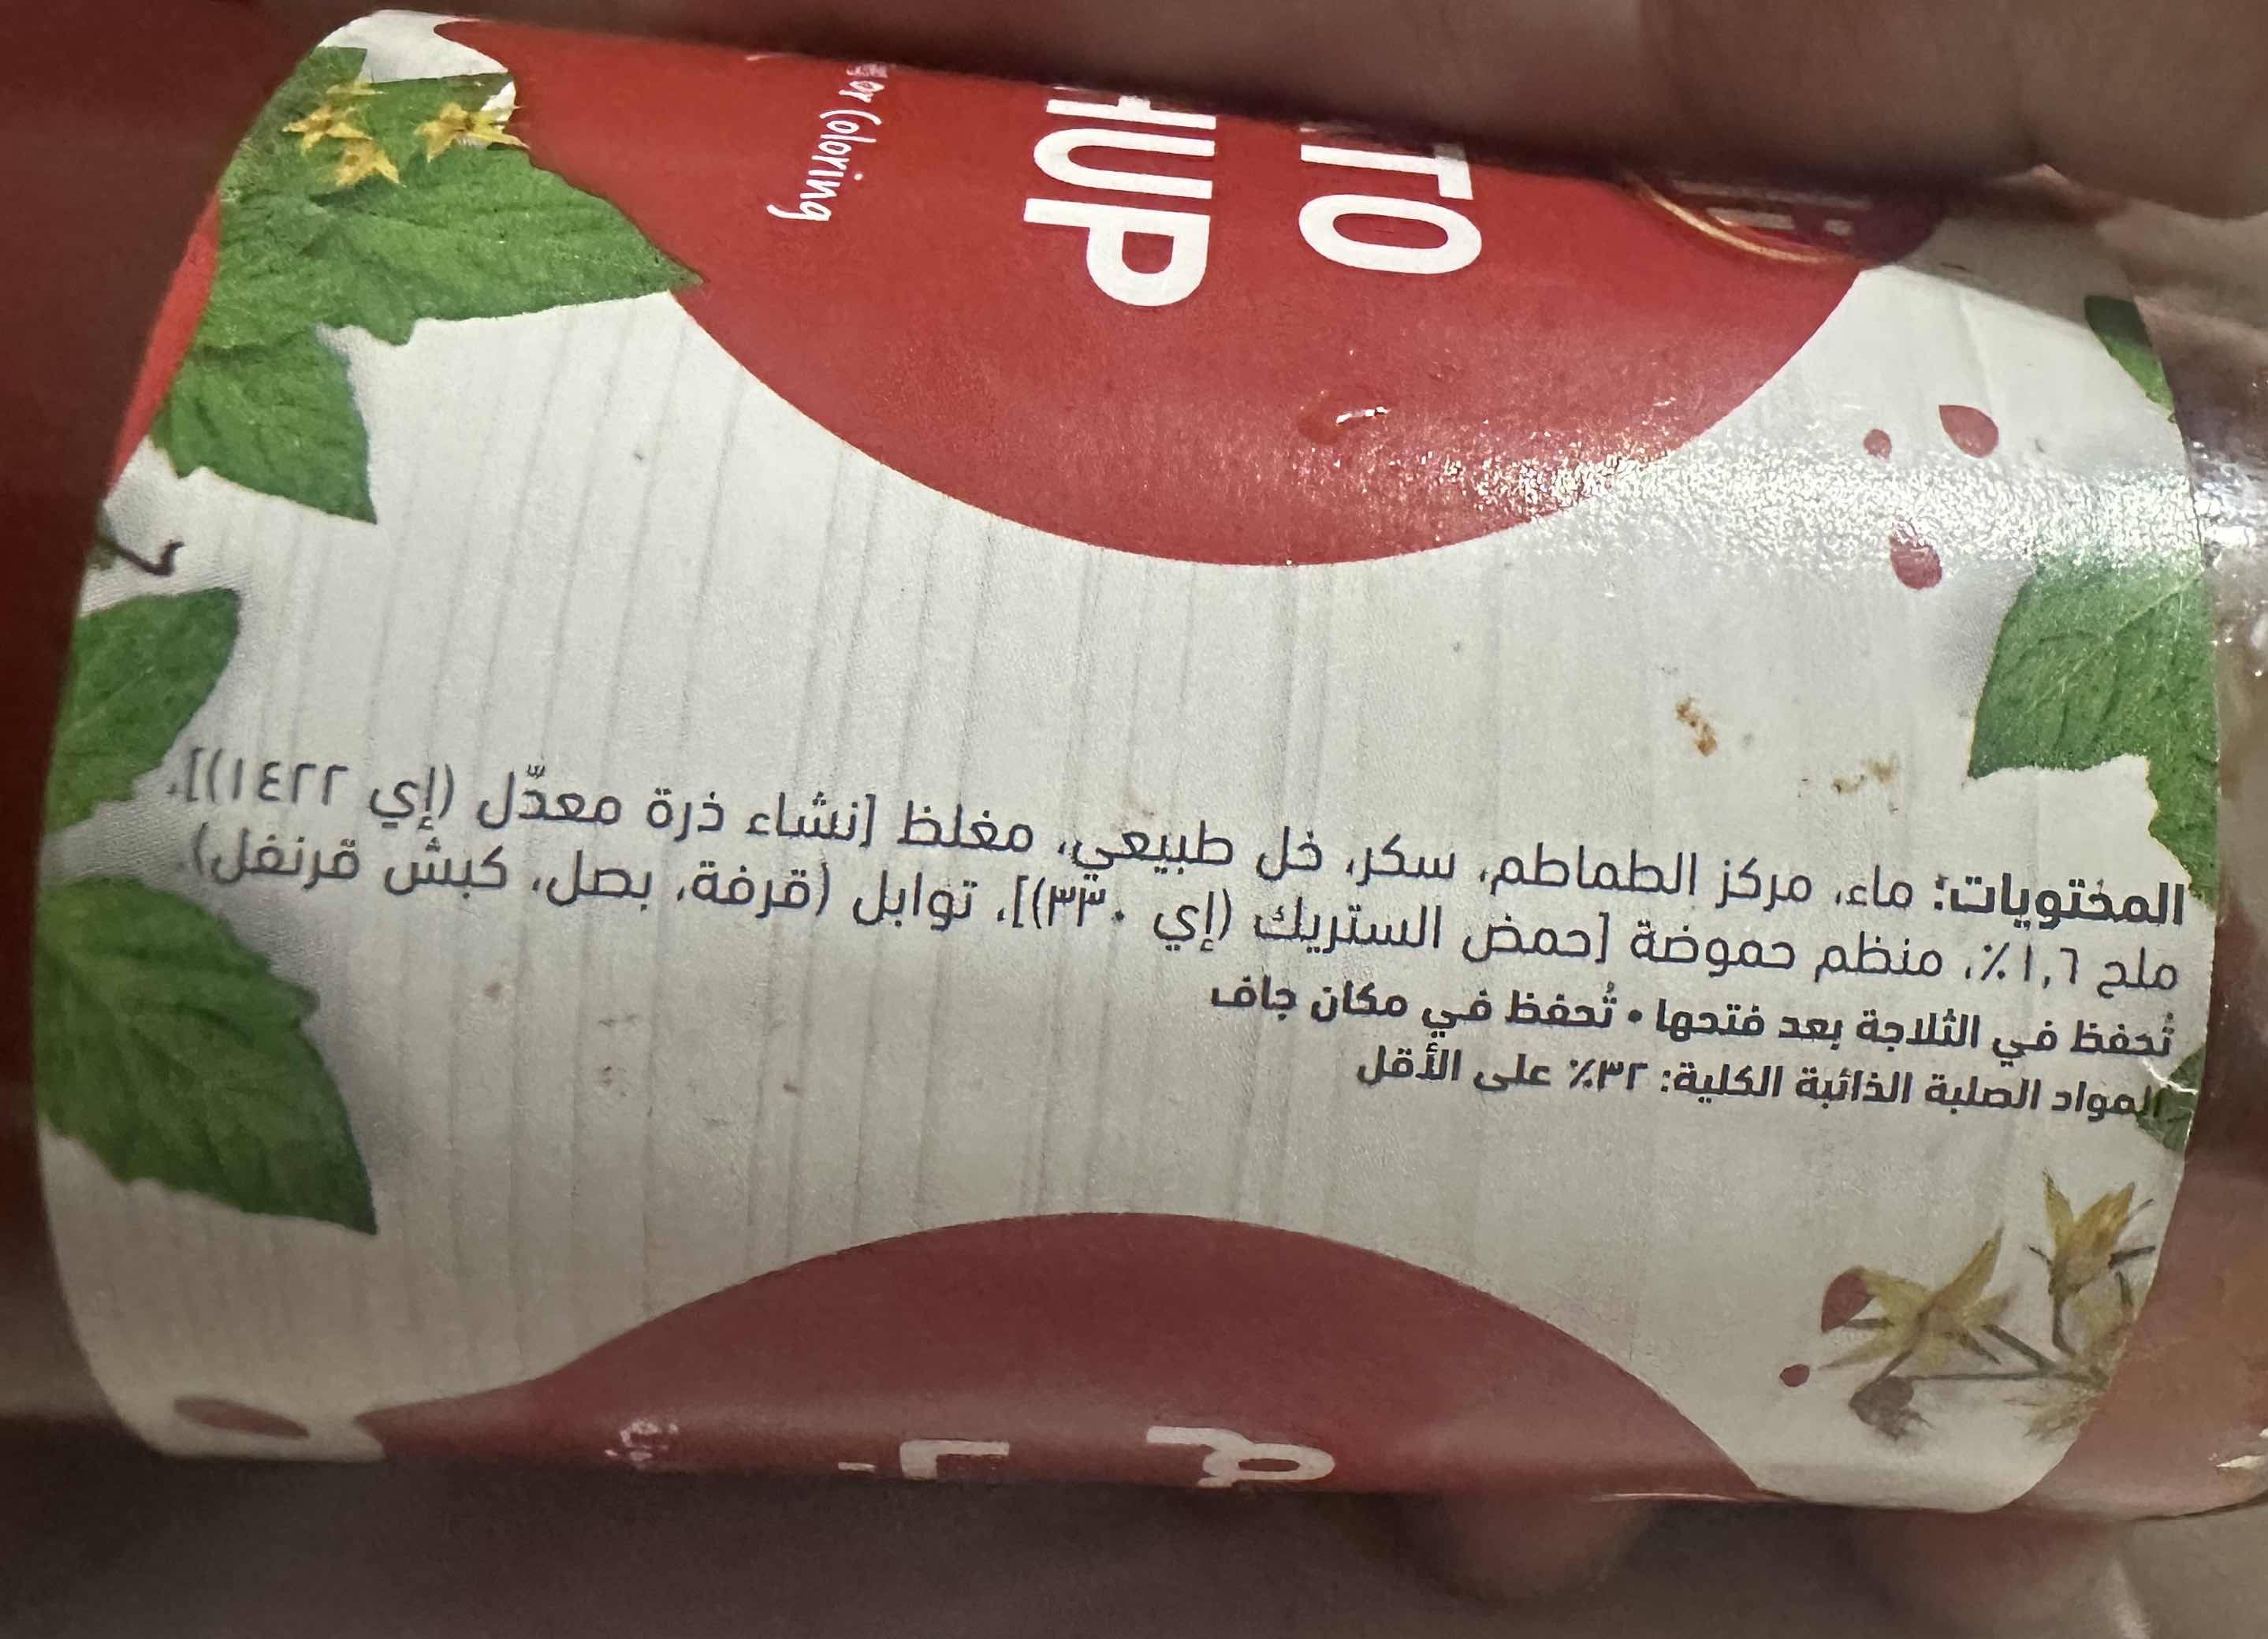 TO
HUP
or Coloring
المحتويات: ماء، مركز الطماطم، سكر، خل طبيعي، مغلظ [نشاء ذرة معدّل (إي ١٤٢٢)]،
ملح ١,٦٪، منظم حموضة [حمض الستريك (إي ٣٣٠)]، توابل (قرفة، بصل، كبش قرنفل).
تُحفظ في الثلاجة بعد فتحها • تُحفظ في مكان جاف
المواد الصلبة الذائبة الكلية: ٣٢٪ على الأقل